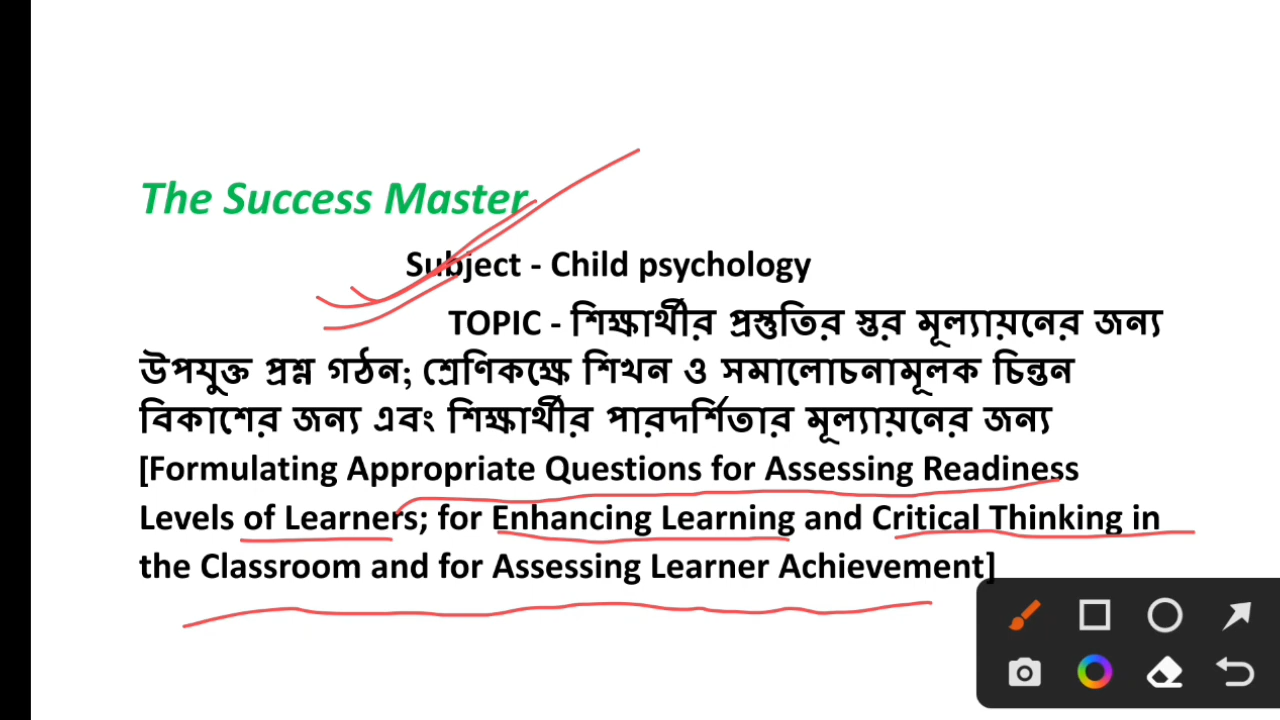 The Success Master
Subject - Child psychology
TOPIC - শিক্ষার্থীর প্রস্তুতির স্তর মূল্যায়নের জন্য
উপযুক্ত প্রশ্ন গঠন; শ্রেণিকক্ষে শিখন ও সমালোচনামূলক চিন্তন
বিকাশের জন্য এবং শিক্ষার্থীর পারদর্শিতার মূল্যায়নের জন্য
[Formulating Appropriate Questions for Assessing Readiness
Levels of Learners; for Enhancing Learning and Critical Thinking in
the Classroom and for Assessing Learner Achievement]